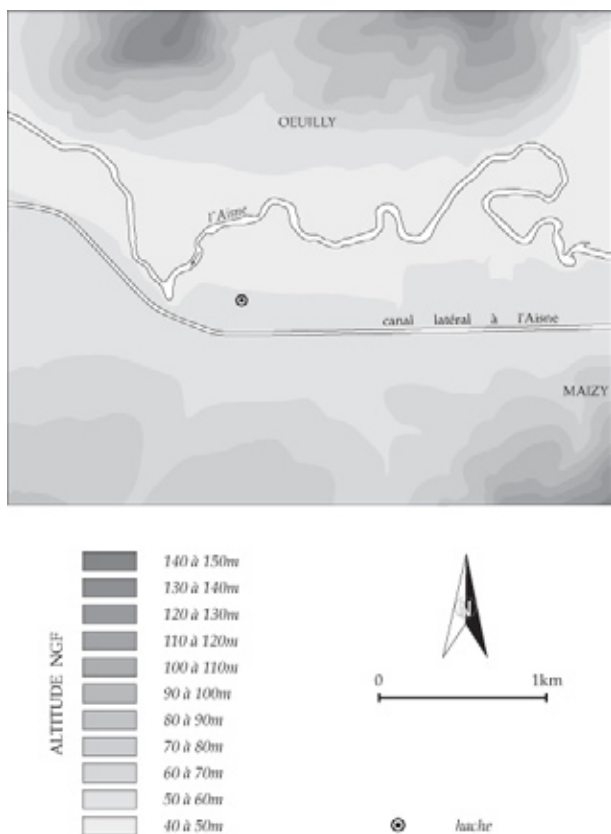 OEUILLY
l'Aisne
canal latéral à l'Aisne
MAIZY
ALTITUDE NGF
140 à 150m
130 à 140m
120 à 130m
110 à 120m
100 à 110m
90 à 100m
80 à 90m
70 à 80m
60 à 70m
50 à 60m
40 à 50m
N
0 1km
hache